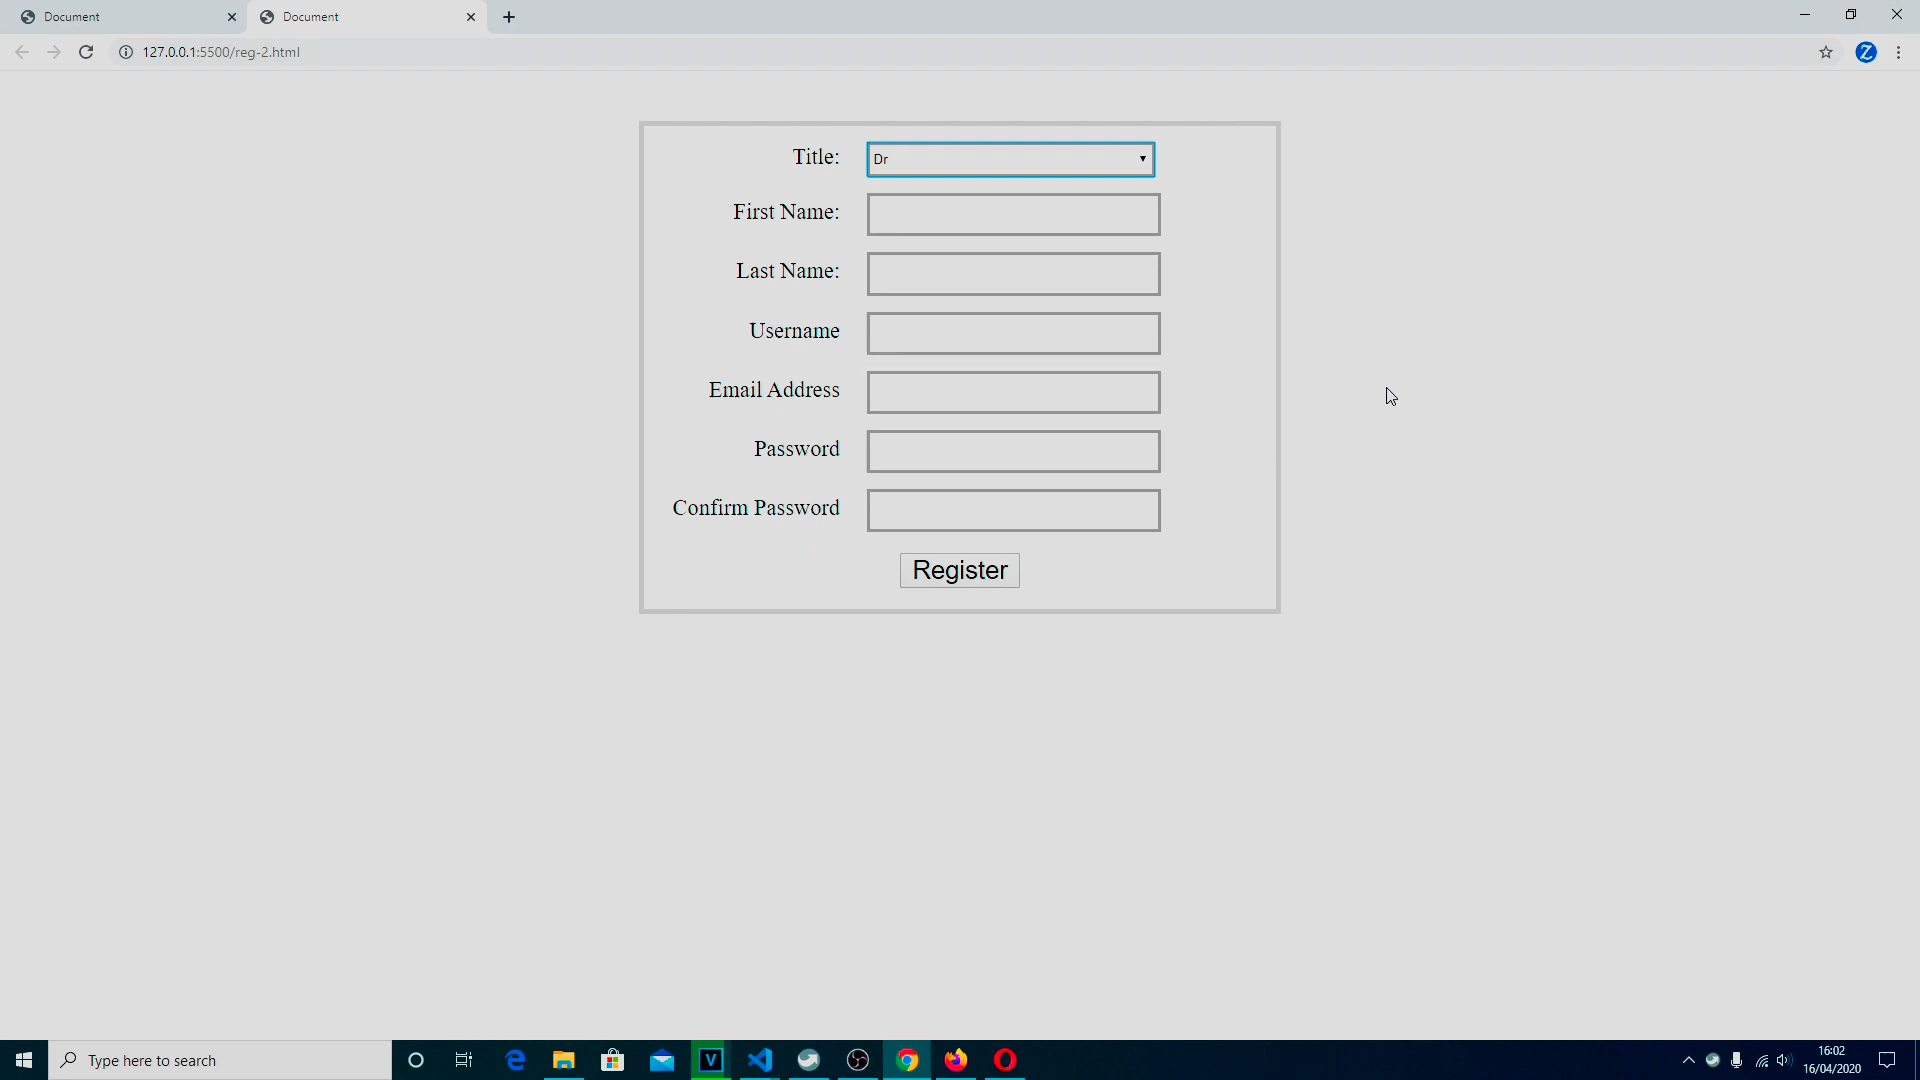 Document
Document
127.0.0.1:5500/reg-2.html
Title:
Dr
First Name:
Last Name:
Username
Email Address
Password
Confirm Password
Register
Type here to search
16:02
16/04/2020